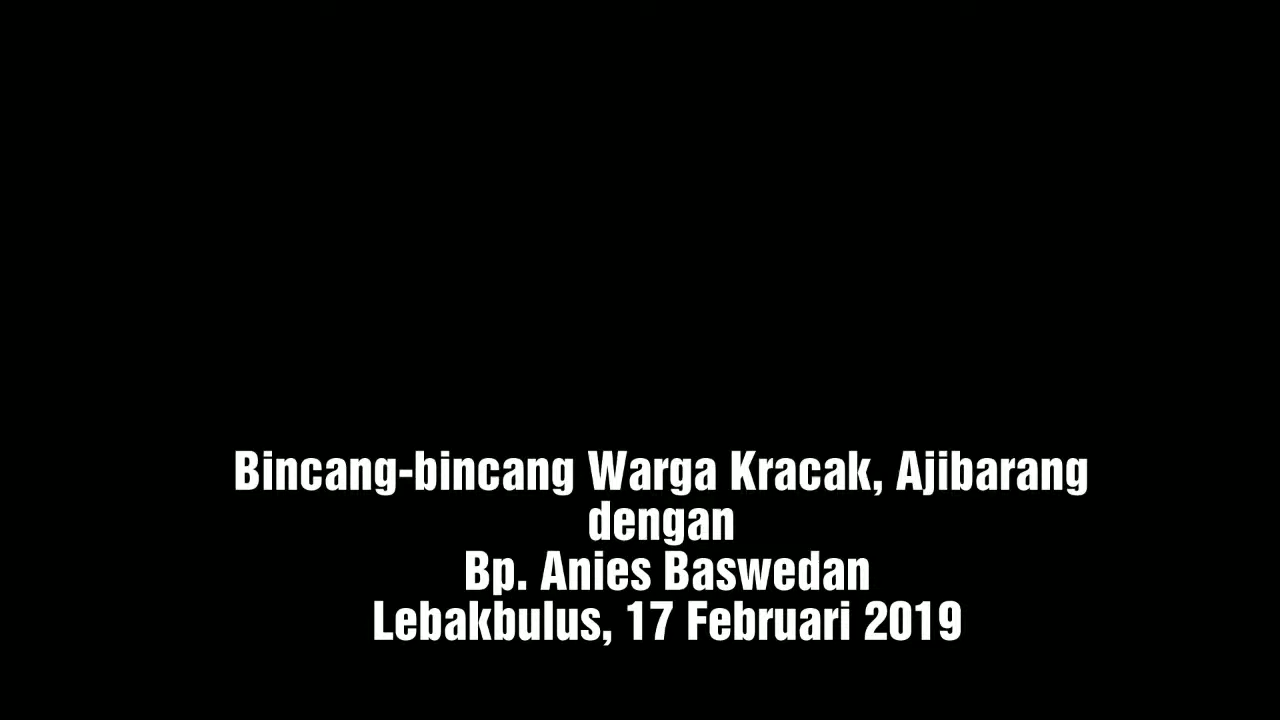 Bincang-bincang Warga Kracak, Ajibarang
dengan
Bp. Anies Baswedan
Lebakbulus, 17 Februari 2019